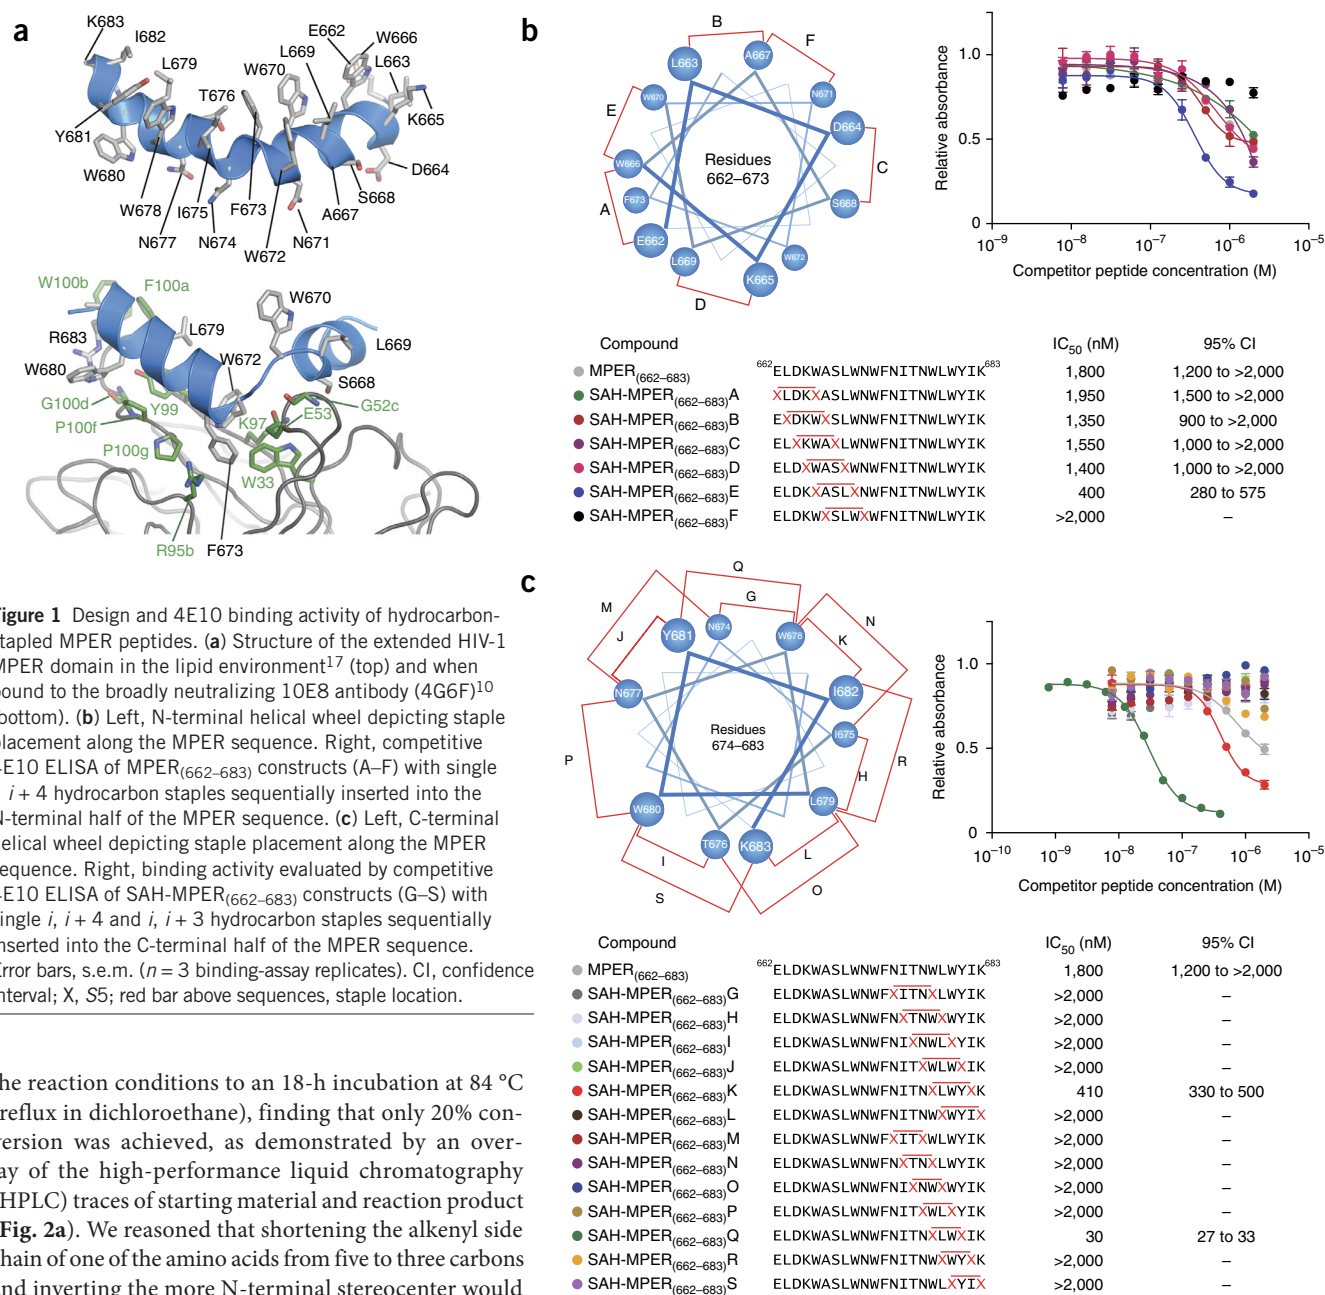 a
K683
I682
L679
E662
W666
L669
L663
W670
T676
K665
Y681
D664
W680
S668
W678
I675
F673
A667
N677
N674
N671
W672
W100b
F100a
W670
R683
L679
L669
W680
W672
S668
G100d
Y99
K97
E53
G52c
P100f
P100g
W33
R95b
F673
b
B
F
E
C
A
D
L663
A667
W670
N671
D664
W666
Residues
662–673
F673
S668
E662
L669
W672
K665
Relative absorbance
1.0
0.5
0
10⁻⁹
10⁻⁸
10⁻⁷
10⁻⁶
10⁻⁵
Competitor peptide concentration (M)
Compound IC50 (nM) 95% CI
MPER(662–683) ⁶⁶²ELDKWASLWNWFNITNWLWYIK⁶⁸³ 1,800 1,200 to >2,000
SAH-MPER(662–683)A XLDKXASLWNWFNITNWLWYIK 1,950 1,500 to >2,000
SAH-MPER(662–683)B EXDKWXSLWNWFNITNWLWYIK 1,350 900 to >2,000
SAH-MPER(662–683)C ELXKWAXLWNWFNITNWLWYIK 1,550 1,000 to >2,000
SAH-MPER(662–683)D ELDXWASXWNWFNITNWLWYIK 1,400 1,000 to >2,000
SAH-MPER(662–683)E ELDKXASLXNWFNITNWLWYIK 400 280 to 575
SAH-MPER(662–683)F ELDKWXSLWXWFNITNWLWYIK >2,000 –
c
Q
M
G
N
J
K
P
H
R
I
L
S
O
Y681
N674
W678
N677
I682
Residues
674–683
I675
W680
L679
T676
K683
Relative absorbance
1.0
0.5
0
10⁻¹⁰
10⁻⁹
10⁻⁸
10⁻⁷
10⁻⁶
10⁻⁵
Competitor peptide concentration (M)
Compound IC50 (nM) 95% CI
MPER(662–683) ⁶⁶²ELDKWASLWNWFNITNWLWYIK⁶⁸³ 1,800 1,200 to >2,000
SAH-MPER(662–683)G ELDKWASLWNWFXITNXLWYIK >2,000 –
SAH-MPER(662–683)H ELDKWASLWNWFNXTNWXWYIK >2,000 –
SAH-MPER(662–683)I ELDKWASLWNWFNIXNWLXYIK >2,000 –
SAH-MPER(662–683)J ELDKWASLWNWFNITXWLWXIK >2,000 –
SAH-MPER(662–683)K ELDKWASLWNWFNITNXLWYXK 410 330 to 500
SAH-MPER(662–683)L ELDKWASLWNWFNITNWXWYIX >2,000 –
SAH-MPER(662–683)M ELDKWASLWNWFXITXWLWYIK >2,000 –
SAH-MPER(662–683)N ELDKWASLWNWFNXTNXLWYIK >2,000 –
SAH-MPER(662–683)O ELDKWASLWNWFNIXNWXWYIK >2,000 –
SAH-MPER(662–683)P ELDKWASLWNWFNITXWLXYIK >2,000 –
SAH-MPER(662–683)Q ELDKWASLWNWFNITNXLWXIK 30 27 to 33
SAH-MPER(662–683)R ELDKWASLWNWFNITNWXWYXK >2,000 –
SAH-MPER(662–683)S ELDKWASLWNWFNITNWLXYIX >2,000 –
igure 1 Design and 4E10 binding activity of hydrocarbon-
tapled MPER peptides. (a) Structure of the extended HIV-1
MPER domain in the lipid environment¹⁷ (top) and when
ound to the broadly neutralizing 10E8 antibody (4G6F)¹⁰
bottom). (b) Left, N-terminal helical wheel depicting staple
lacement along the MPER sequence. Right, competitive
4E10 ELISA of MPER(662–683) constructs (A–F) with single
i + 4 hydrocarbon staples sequentially inserted into the
N-terminal half of the MPER sequence. (c) Left, C-terminal
elical wheel depicting staple placement along the MPER
equence. Right, binding activity evaluated by competitive
4E10 ELISA of SAH-MPER(662–683) constructs (G–S) with
ingle i, i + 4 and i, i + 3 hydrocarbon staples sequentially
nserted into the C-terminal half of the MPER sequence.
Error bars, s.e.m. (n = 3 binding-assay replicates). CI, confidence
nterval; X, S5; red bar above sequences, staple location.
he reaction conditions to an 18-h incubation at 84 °C
reflux in dichloroethane), finding that only 20% con-
version was achieved, as demonstrated by an over-
ay of the high-performance liquid chromatography
HPLC) traces of starting material and reaction product
Fig. 2a). We reasoned that shortening the alkenyl side
hain of one of the amino acids from five to three carbons
nd inverting the more N-terminal stereocenter would